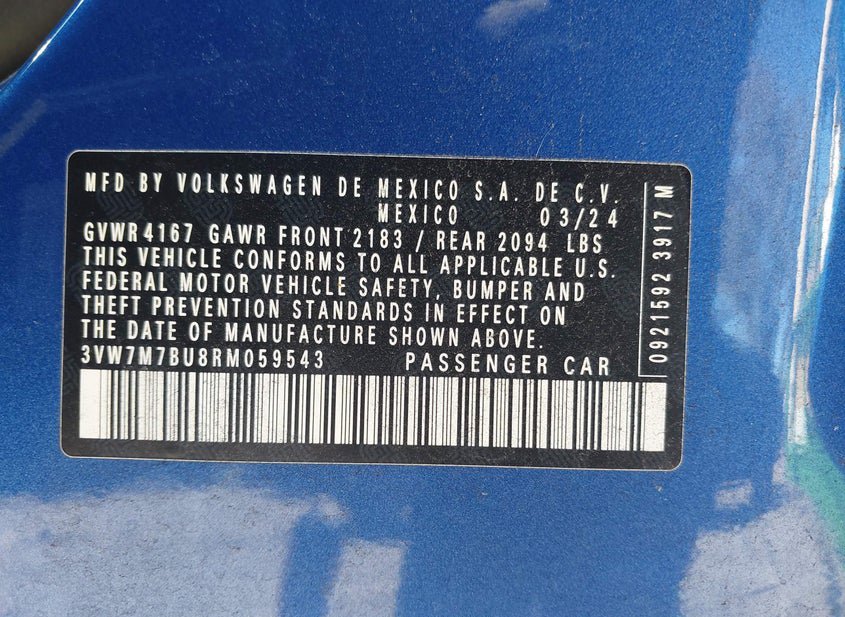 MFD BY VOLKSWAGEN DE MEXICO S.A. DE C.V.
MEXICO 03/24
GVWR 4167 GAWR FRONT 2183 / REAR 2094 LBS
THIS VEHICLE CONFORMS TO ALL APPLICABLE U.S.
FEDERAL MOTOR VEHICLE SAFETY, BUMPER AND
THEFT PREVENTION STANDARDS IN EFFECT ON
THE DATE OF MANUFACTURE SHOWN ABOVE.
3VW7M7BU8RM059543 PASSENGER CAR
0921592 3917 M